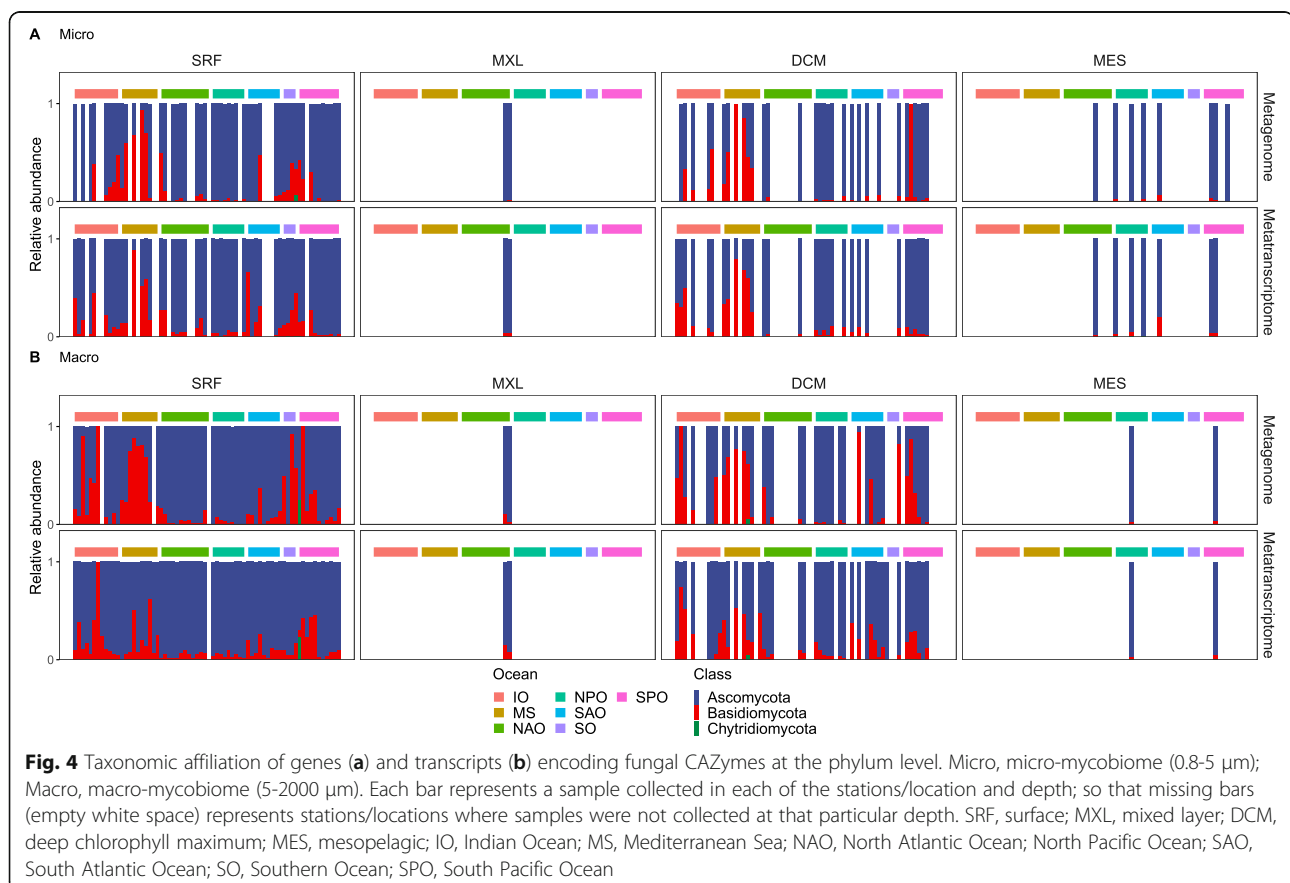 A Micro
SRF MXL DCM MES
Relative abundance
1
0
Metagenome
1
0
Metatranscriptome
B Macro
SRF MXL DCM MES
Relative abundance
1
0
Metagenome
1
0
Metatranscriptome
Ocean
IO NPO SPO
MS SAO
NAO SO
Class
Ascomycota
Basidiomycota
Chytridiomycota
Fig. 4 Taxonomic affiliation of genes (a) and transcripts (b) encoding fungal CAZymes at the phylum level. Micro, micro-mycobiome (0.8-5 μm);
Macro, macro-mycobiome (5-2000 μm). Each bar represents a sample collected in each of the stations/location and depth; so that missing bars
(empty white space) represents stations/locations where samples were not collected at that particular depth. SRF, surface; MXL, mixed layer; DCM,
deep chlorophyll maximum; MES, mesopelagic; IO, Indian Ocean; MS, Mediterranean Sea; NAO, North Atlantic Ocean; North Pacific Ocean; SAO,
South Atlantic Ocean; SO, Southern Ocean; SPO, South Pacific Ocean